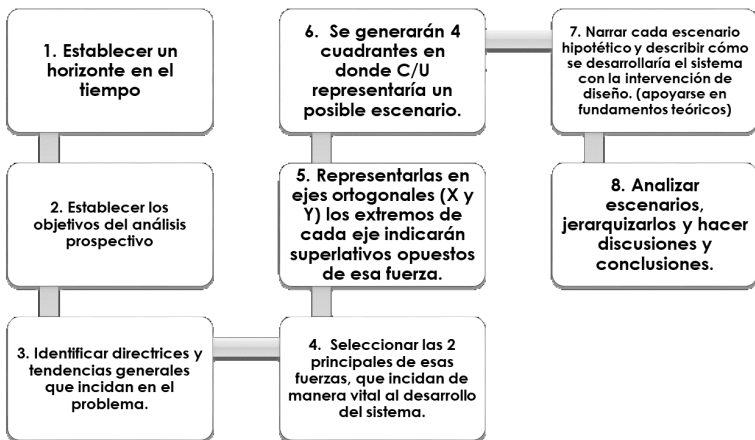 1. Establecer un
horizonte en el
tiempo
2. Establecer los
objetivos del análisis
prospectivo
3. Identificar directrices y
tendencias generales
que incidan en el
problema.
4. Seleccionar las 2
principales de esas
fuerzas, que incidan de
manera vital al desarrollo
del sistema.
5. Representarlas en
ejes ortogonales (X y
Y) los extremos de
cada eje indicarán
superlativos opuestos
de esa fuerza.
6. Se generarán 4
cuadrantes en
donde C/U
representaría un
posible escenario.
7. Narrar cada escenario
hipotético y describir cómo
se desarrollaría el sistema
con la intervención de
diseño. (apoyarse en
fundamentos teóricos)
8. Analizar
escenarios,
jerarquizarlos y hacer
discusiones y
conclusiones.